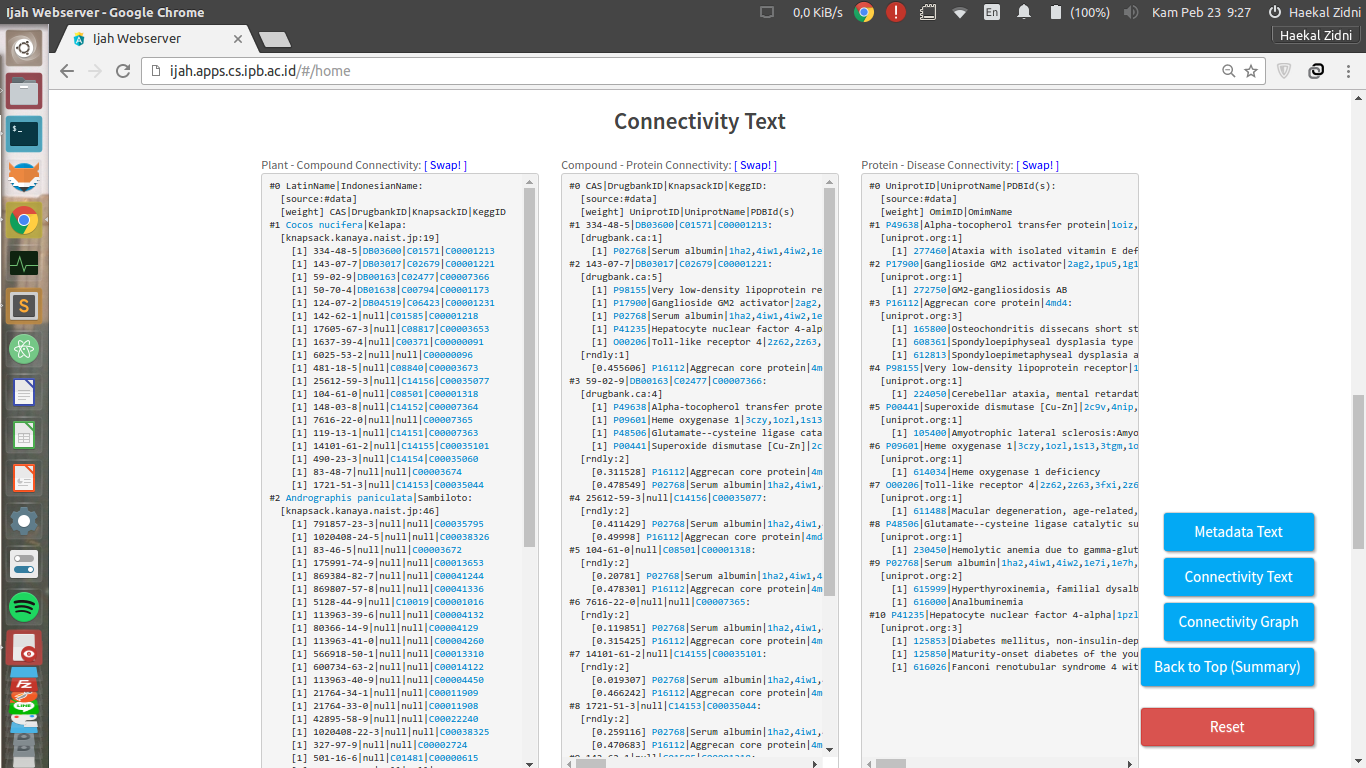 Ijah Webserver - Google Chrome
0,0 KiB/s
En
(100%)
Kam Peb 23 9:27
Haekal Zidni
Ijah Webserver
Haekal Zidni
ijah.apps.cs.ipb.ac.id/#/home
Connectivity Text
Plant - Compound Connectivity: [ Swap! ]
#0 LatinName|IndonesianName:
[source:#data]
[weight] CAS|DrugbankID|KnapsackID|KeggID
#1 Cocos nucifera|Kelapa:
[knapsack.kanaya.naist.jp:19]
[1] 334-48-5|DB03600|C01571|C00001213
[1] 143-07-7|DB03017|C02679|C00001221
[1] 59-02-9|DB00163|C02477|C00007366
[1] 50-70-4|DB01638|C00794|C00001173
[1] 124-07-2|DB04519|C06423|C00001231
[1] 142-62-1|null|C01585|C00001218
[1] 17605-67-3|null|C08817|C00003653
[1] 1637-39-4|null|C00371|C00000091
[1] 6025-53-2|null|null|C00000096
[1] 481-18-5|null|C08840|C00003673
[1] 25612-59-3|null|C14156|C00035077
[1] 104-61-0|null|C08501|C00001318
[1] 148-03-8|null|C14152|C00007364
[1] 7616-22-0|null|null|C00007365
[1] 119-13-1|null|C14151|C00007363
[1] 14101-61-2|null|C14155|C00035101
[1] 490-23-3|null|C14154|C00035060
[1] 83-48-7|null|null|C00003674
[1] 1721-51-3|null|C14153|C00035044
#2 Andrographis paniculata|Sambiloto:
[knapsack.kanaya.naist.jp:46]
[1] 791857-23-3|null|null|C00035795
[1] 1020408-24-5|null|null|C00038326
[1] 83-46-5|null|null|C00003672
[1] 175991-74-9|null|null|C00013653
[1] 869384-82-7|null|null|C00041244
[1] 869807-57-8|null|null|C00041336
[1] 5128-44-9|null|C10019|C00001016
[1] 113963-39-6|null|null|C00004132
[1] 80366-14-9|null|null|C00004129
[1] 113963-41-0|null|null|C00004260
[1] 566918-50-1|null|null|C00013310
[1] 600734-63-2|null|null|C00014122
[1] 113963-40-9|null|null|C00004450
[1] 21764-34-1|null|null|C00011909
[1] 21764-33-0|null|null|C00011908
[1] 42895-58-9|null|null|C00022240
[1] 1020408-22-3|null|null|C00038325
[1] 327-97-9|null|null|C00002724
[1] 501-16-6|null|C01481|C00000615
Compound - Protein Connectivity: [ Swap! ]
#0 CAS|DrugbankID|KnapsackID|KeggID:
[source:#data]
[weight] UniprotID|UniprotName|PDBId(s)
#1 334-48-5|DB03600|C01571|C00001213:
[drugbank.ca:1]
[1] P02768|Serum albumin|1ha2,4iw1,4iw2,1e
#2 143-07-7|DB03017|C02679|C00001221:
[drugbank.ca:5]
[1] P98155|Very low-density lipoprotein re
[1] P17900|Ganglioside GM2 activator|2ag2,
[1] P02768|Serum albumin|1ha2,4iw1,4iw2,1e
[1] P41235|Hepatocyte nuclear factor 4-alp
[1] O00206|Toll-like receptor 4|2z62,2z63,
[rndly:1]
[0.455606] P16112|Aggrecan core protein|4m
#3 59-02-9|DB00163|C02477|C00007366:
[drugbank.ca:4]
[1] P49638|Alpha-tocopherol transfer prote
[1] P09601|Heme oxygenase 1|3czy,1ozl,1s13
[1] P48506|Glutamate--cysteine ligase cata
[1] P00441|Superoxide dismutase [Cu-Zn]|2c
[rndly:2]
[0.311528] P16112|Aggrecan core protein|4m
[0.478549] P02768|Serum albumin|1ha2,4iw1,
#4 25612-59-3|null|C14156|C00035077:
[rndly:2]
[0.411429] P02768|Serum albumin|1ha2,4iw1,
[0.49998] P16112|Aggrecan core protein|4md
#5 104-61-0|null|C08501|C00001318:
[rndly:2]
[0.20781] P02768|Serum albumin|1ha2,4iw1,4
[0.478301] P16112|Aggrecan core protein|4m
#6 7616-22-0|null|null|C00007365:
[rndly:2]
[0.119851] P02768|Serum albumin|1ha2,4iw1,
[0.315425] P16112|Aggrecan core protein|4m
#7 14101-61-2|null|C14155|C00035101:
[rndly:2]
[0.019307] P02768|Serum albumin|1ha2,4iw1,
[0.466242] P16112|Aggrecan core protein|4m
#8 1721-51-3|null|C14153|C00035044:
[rndly:2]
[0.259116] P02768|Serum albumin|1ha2,4iw1,
[0.470683] P16112|Aggrecan core protein|4m
Protein - Disease Connectivity: [ Swap! ]
#0 UniprotID|UniprotName|PDBId(s):
[source:#data]
[weight] OmimID|OmimName
#1 P49638|Alpha-tocopherol transfer protein|1oiz,
[uniprot.org:1]
[1] 277460|Ataxia with isolated vitamin E def
#2 P17900|Ganglioside GM2 activator|2ag2,1pu5,1g1
[uniprot.org:1]
[1] 272750|GM2-gangliosidosis AB
#3 P16112|Aggrecan core protein|4md4:
[uniprot.org:3]
[1] 165800|Osteochondritis dissecans short st
[1] 608361|Spondyloepiphyseal dysplasia type
[1] 612813|Spondyloepimetaphyseal dysplasia a
#4 P98155|Very low-density lipoprotein receptor|1
[uniprot.org:1]
[1] 224050|Cerebellar ataxia, mental retardat
#5 P00441|Superoxide dismutase [Cu-Zn]|2c9v,4nip,
[uniprot.org:1]
[1] 105400|Amyotrophic lateral sclerosis:Amyo
#6 P09601|Heme oxygenase 1|3czy,1ozl,1s13,3tgm,1o
[uniprot.org:1]
[1] 614034|Heme oxygenase 1 deficiency
#7 O00206|Toll-like receptor 4|2z62,2z63,3fxi,2z6
[uniprot.org:1]
[1] 611488|Macular degeneration, age-related,
#8 P48506|Glutamate--cysteine ligase catalytic su
[uniprot.org:1]
[1] 230450|Hemolytic anemia due to gamma-glut
#9 P02768|Serum albumin|1ha2,4iw1,4iw2,1e7i,1e7h,
[uniprot.org:2]
[1] 615999|Hyperthyroxinemia, familial dysalb
[1] 616000|Analbuminemia
#10 P41235|Hepatocyte nuclear factor 4-alpha|1pzl
[uniprot.org:3]
[1] 125853|Diabetes mellitus, non-insulin-dep
[1] 125850|Maturity-onset diabetes of the you
[1] 616026|Fanconi renotubular syndrome 4 wit
Metadata Text
Connectivity Text
Connectivity Graph
Back to Top (Summary)
Reset